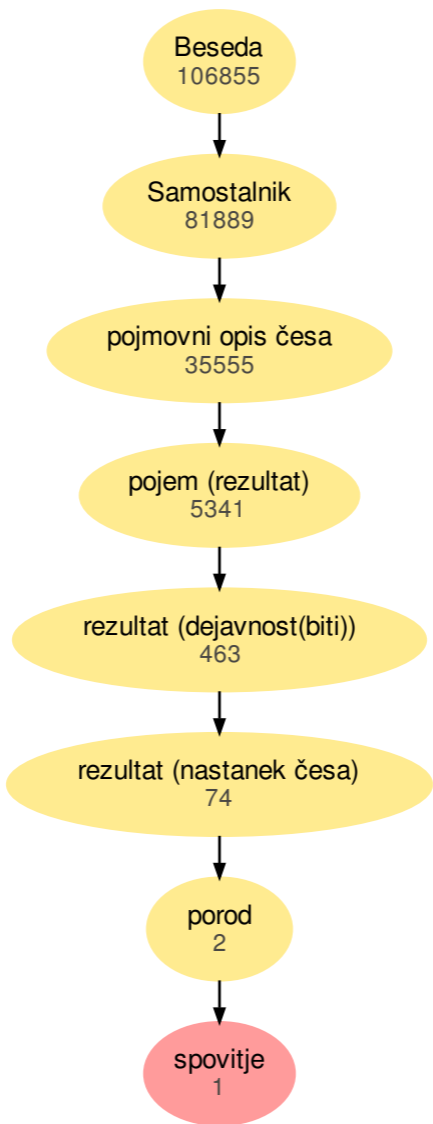 Beseda
106855
Samostalnik
81889
pojmovni opis česa
35555
pojem (rezultat)
5341
rezultat (dejavnost(biti))
463
rezultat (nastanek česa)
74
porod
2
spovitje
1